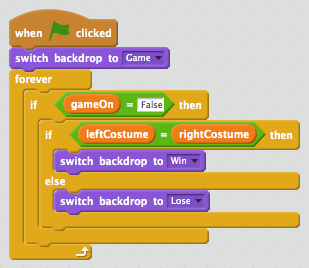 when clicked
switch backdrop to Game
forever
if gameOn = False then
if leftCostume = rightCostume then
switch backdrop to Win
else
switch backdrop to Lose